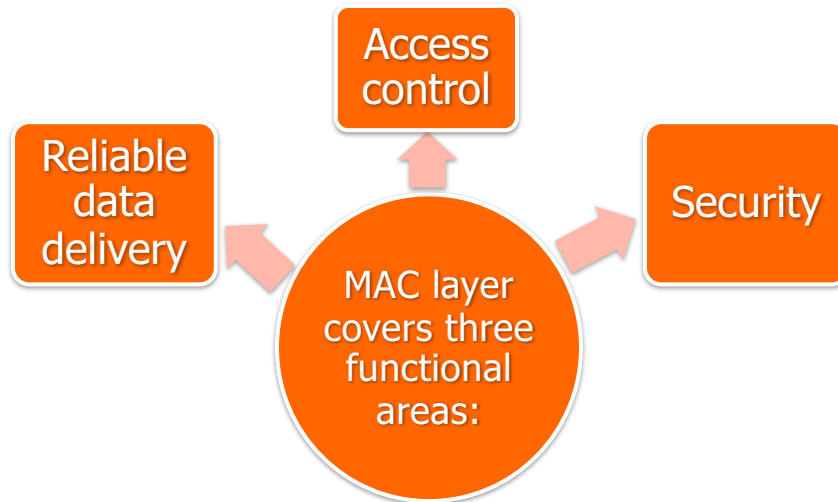 Access
control
Reliable
data
delivery
Security
MAC layer
covers three
functional
areas: